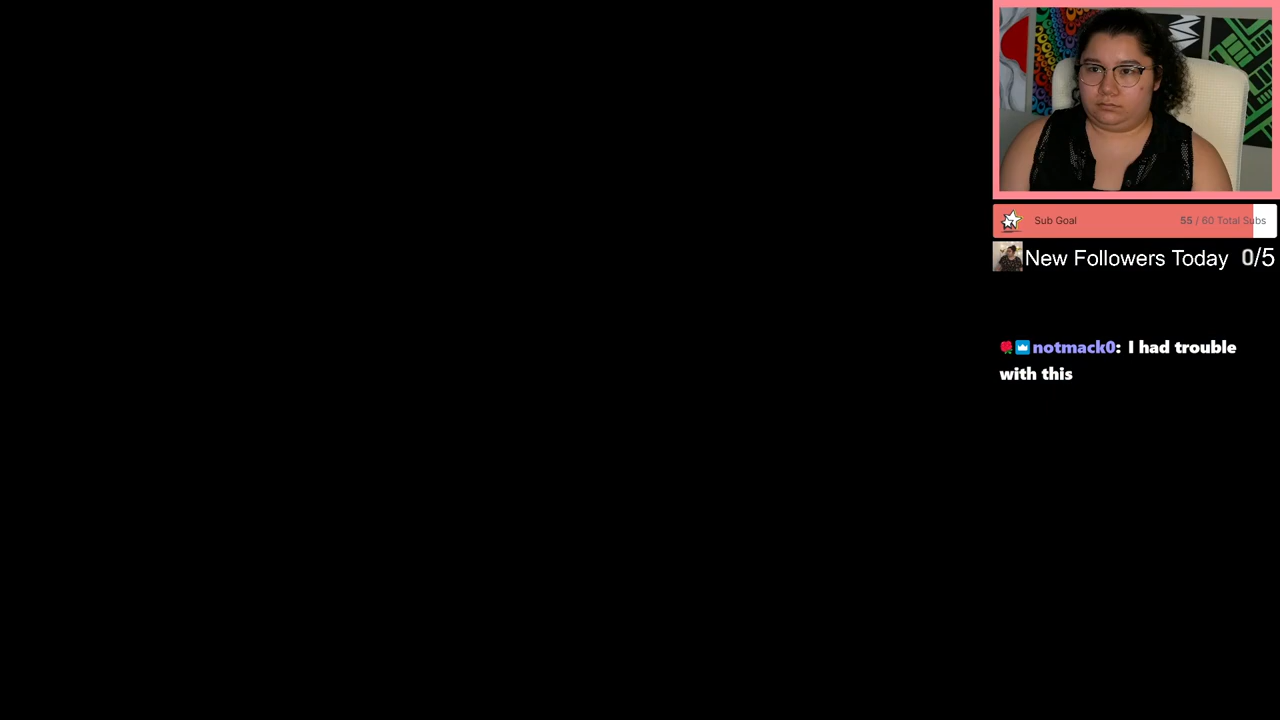 Sub Goal 55 / 60 Total Subs
New Followers Today 0/5
notmack0: I had trouble
with this